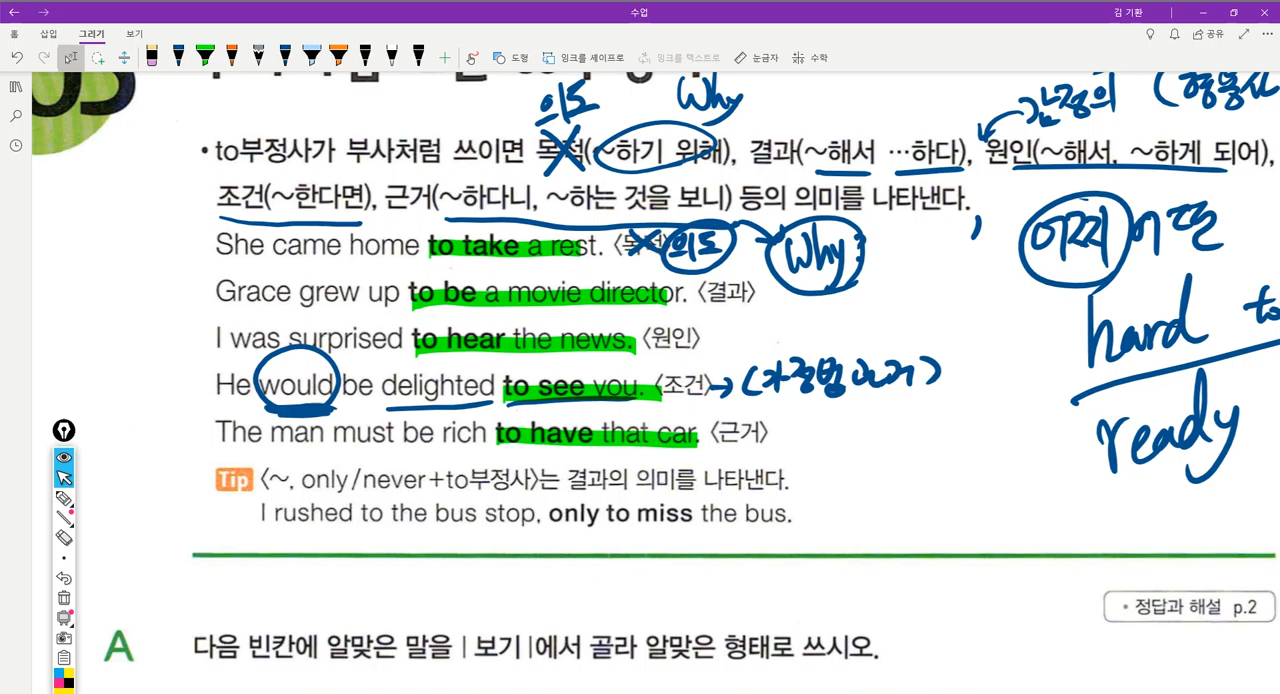 수업
김 기환
홈 삽입 그리기 보기
공유
도형 잉크를 셰이프로 잉크를 텍스트로 눈금자 수학
의도 Why 감정의
• to부정사가 부사처럼 쓰이면 목적(~하기 위해), 결과(~해서 …하다), 원인(~해서, ~하게 되어),
조건(~한다면), 근거(~하다니, ~하는 것을 보니) 등의 의미를 나타낸다.
She came home to take a rest. 〈목적〉 의도 Why?
Grace grew up to be a movie director. 〈결과〉
I was surprised to hear the news. 〈원인〉
hard to
He would be delighted to see you. 〈조건〉 →
ready
The man must be rich to have that car. 〈근거〉
Tip 〈~, only/never+to부정사〉는 결과의 의미를 나타낸다.
I rushed to the bus stop, only to miss the bus.
• 정답과 해설 p.2
A 다음 빈칸에 알맞은 말을 | 보기 |에서 골라 알맞은 형태로 쓰시오.